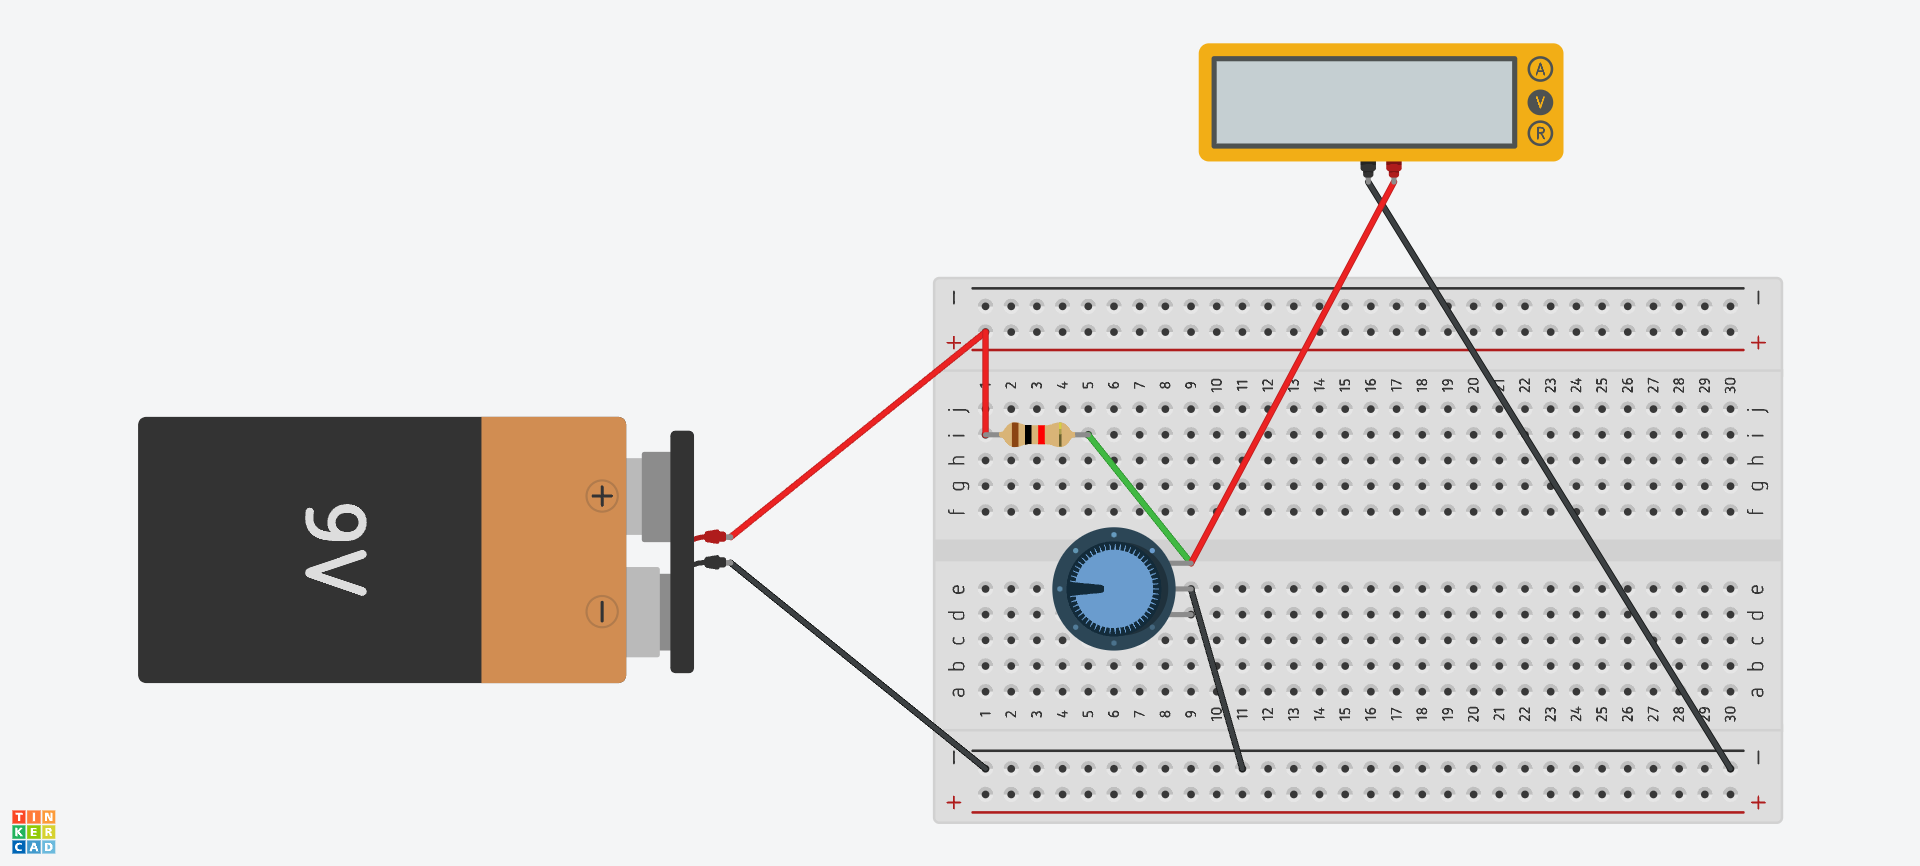 A
V
R
9V
+
−
− −
+ +
1 2 3 4 5 6 7 8 9 10 11 12 13 14 15 16 17 18 19 20 21 22 23 24 25 26 27 28 29 30
j j
i i
h h
g g
f f
e e
d d
c c
b b
a a
1 2 3 4 5 6 7 8 9 10 11 12 13 14 15 16 17 18 19 20 21 22 23 24 25 26 27 28 29 30
− −
+ +
TIN
KER
CAD